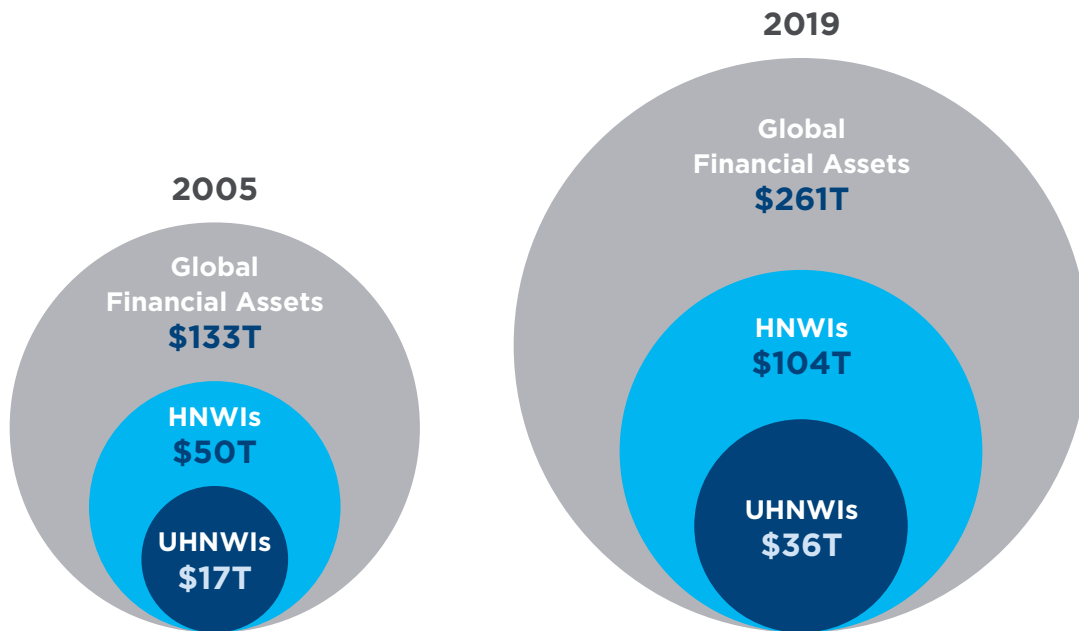 2005
Global
Financial Assets
$133T
HNWIs
$50T
UHNWIs
$17T
2019
Global
Financial Assets
$261T
HNWIs
$104T
UHNWIs
$36T